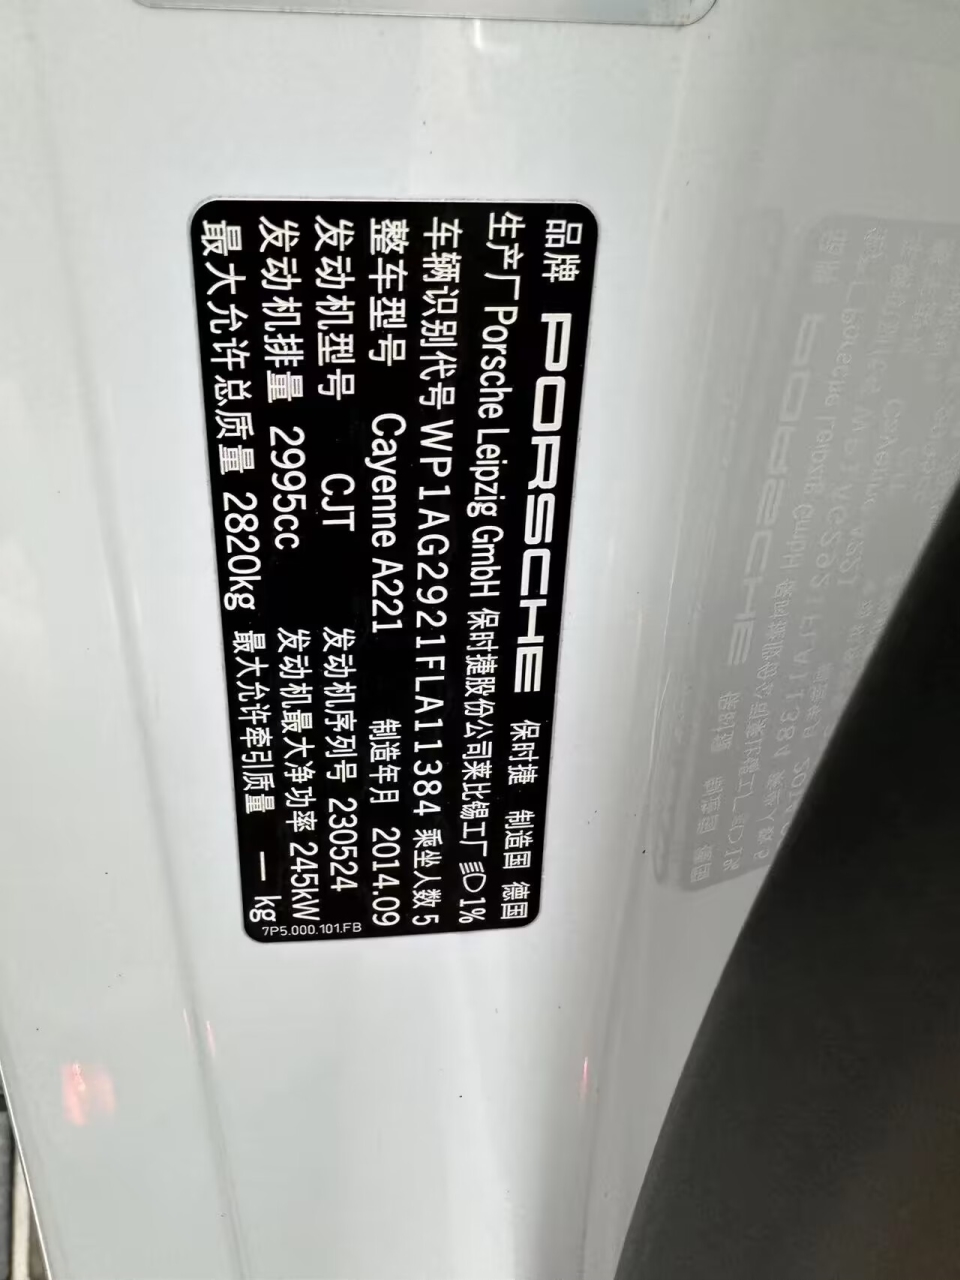 品牌 PORSCHE 保时捷 制造国 德国
生产厂 Porsche Leipzig GmbH 保时捷股份公司莱比锡工厂 1%
车辆识别代号 WP1AG2921FLA11384 乘坐人数 5
整车型号 Cayenne A221 制造年月 2014.09
发动机型号 CJT 发动机序列号 230524
发动机排量 2995cc 发动机最大净功率 245kW
最大允许总质量 2820kg 最大允许牵引质量 — kg
7P5.000.101.FB